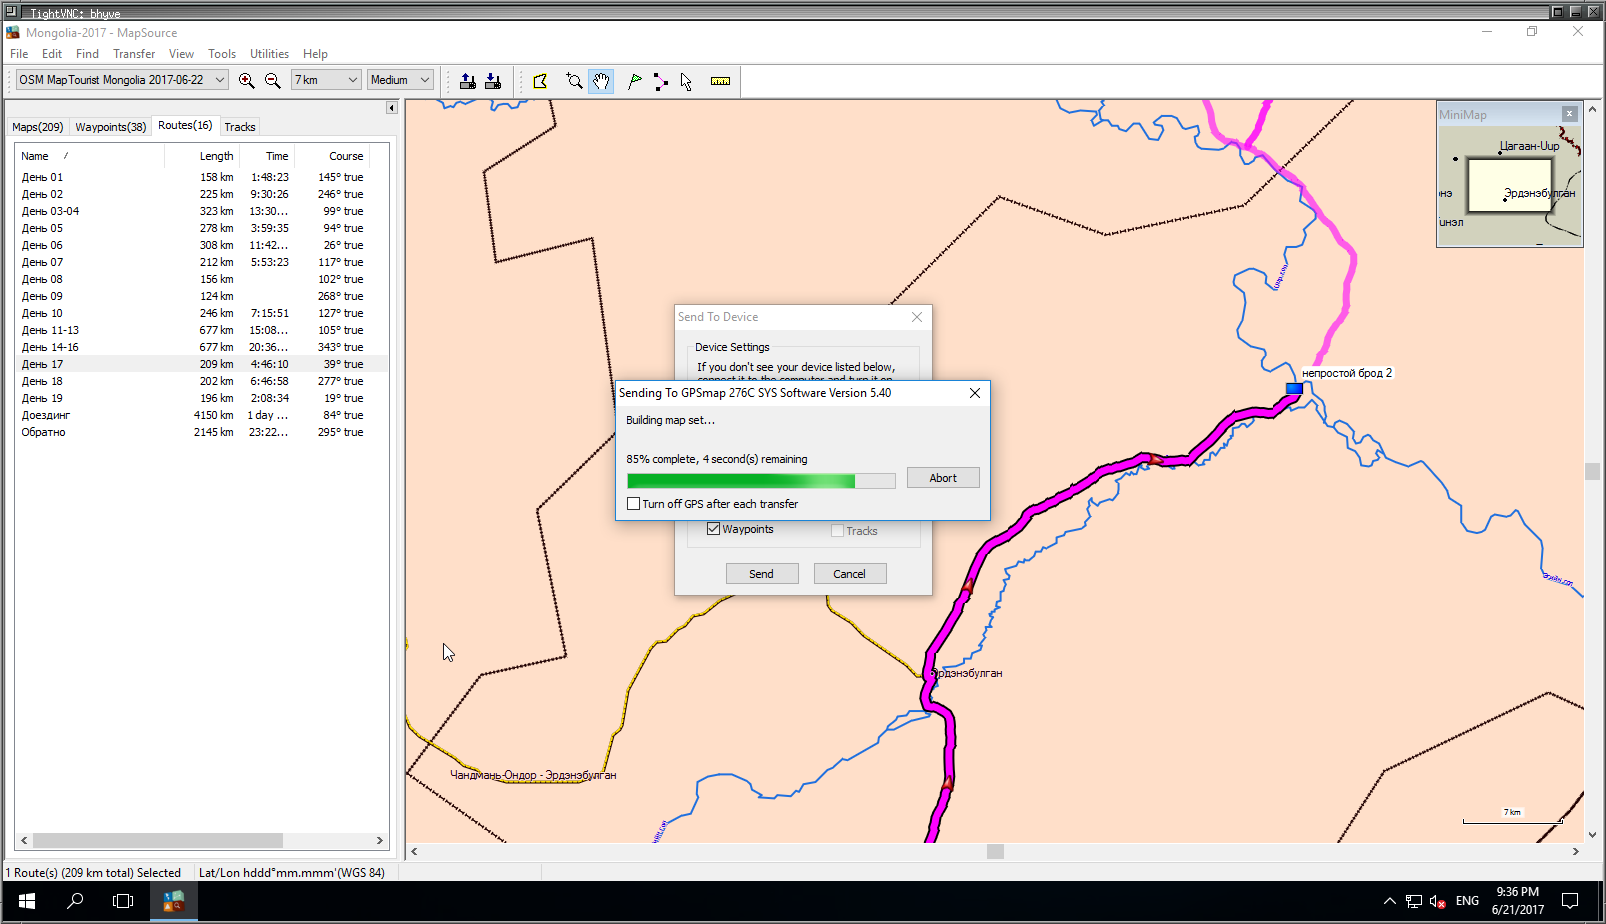 TightVNC: bhyve
Mongolia-2017 - MapSource
File Edit Find Transfer View Tools Utilities Help
OSM MapTourist Mongolia 2017-06-22 7 km Medium
Maps(209) Waypoints(38) Routes(16) Tracks
Name / Length Time Course
День 01 158 km 1:48:23 145° true
День 02 225 km 9:30:26 246° true
День 03-04 323 km 13:30... 99° true
День 05 278 km 3:59:35 94° true
День 06 308 km 11:42... 26° true
День 07 212 km 5:53:23 117° true
День 08 156 km 102° true
День 09 124 km 268° true
День 10 246 km 7:15:51 127° true
День 11-13 677 km 15:08... 105° true
День 14-16 677 km 20:36... 343° true
День 17 209 km 4:46:10 39° true
День 18 202 km 6:46:58 277° true
День 19 196 km 2:08:34 19° true
Доездинг 4150 km 1 day ... 84° true
Обратно 2145 km 23:22... 295° true
MiniMap
Цагаан-Uup
Эрдэнэбулган
непростой брод 2
Send To Device
Device Settings
If you don't see your device listed below,
connect it to the computer and turn it on
Sending To GPSmap 276C SYS Software Version 5.40
Building map set...
85% complete, 4 second(s) remaining
Abort
Turn off GPS after each transfer
Waypoints Tracks
Send Cancel
Эрдэнэбулган
Чандмань-Ондор - Эрдэнэбулган
7 km
1 Route(s) (209 km total) Selected Lat/Lon hddd°mm.mmm'(WGS 84)
ENG
9:36 PM
6/21/2017